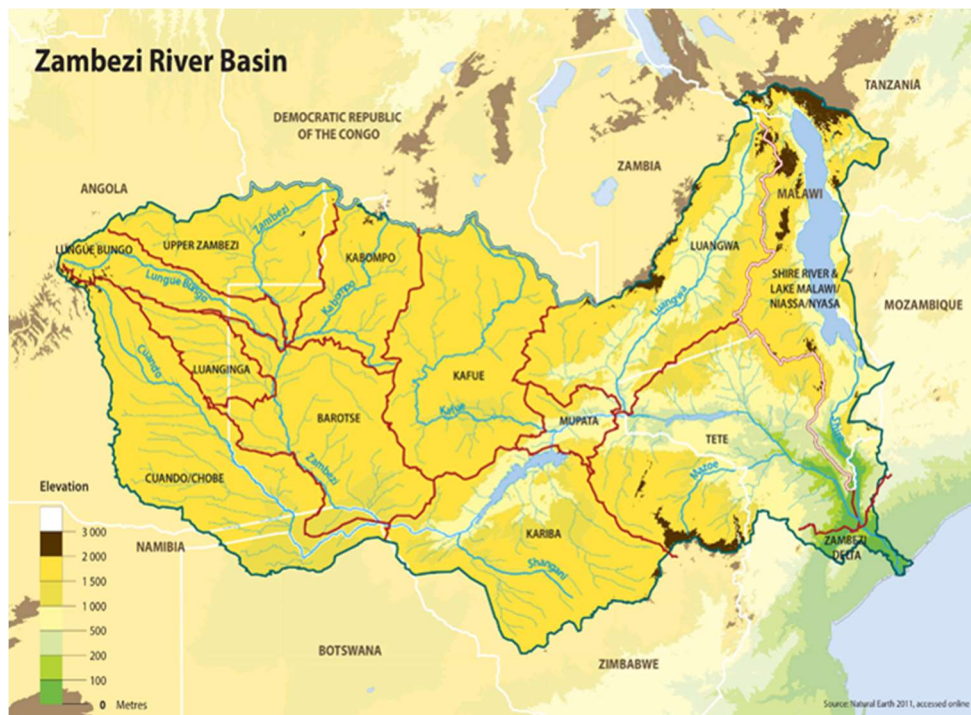 Zambezi River Basin
TANZANIA
DEMOCRATIC REPUBLIC
OF THE CONGO
ZAMBIA
ANGOLA
MALAWI
Zambezi
LUNGUE BUNGO
UPPER ZAMBEZI
KABOMPO
LUANGWA
Lungue Bungo
Kabompo
Luangwa
SHIRE RIVER &
LAKE MALAWI/
NIASSA/NYASA
MOZAMBIQUE
Cuando
LUANGINGA
KAFUE
BAROTSE
Kafue
MUPATA
TETE
Shire
Zambezi
Mazoe
CUANDO/CHOBE
Elevation
3 000
2 000
1 500
1 000
500
200
100
0 Metres
NAMIBIA
KARIBA
Shangani
ZAMBEZI
DELTA
BOTSWANA
ZIMBABWE
Source: Natural Earth 2011, accessed online